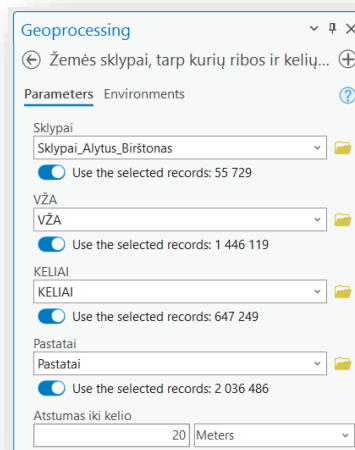 Geoprocessing
Žemės sklypai, tarp kurių ribos ir kelių...
Parameters Environments
Sklypai
Sklypai_Alytus_Birštonas
Use the selected records: 55 729
VŽA
VŽA
Use the selected records: 1 446 119
KELIAI
KELIAI
Use the selected records: 647 249
Pastatai
Pastatai
Use the selected records: 2 036 486
Atstumas iki kelio
20 Meters